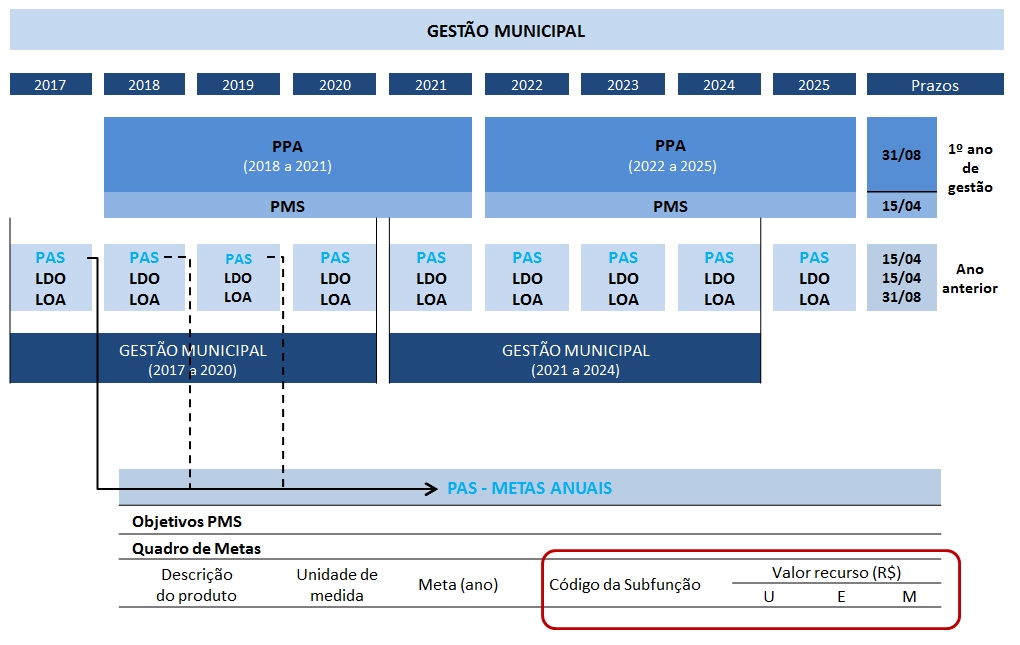 GESTÃO MUNICIPAL
2017 2018 2019 2020 2021 2022 2023 2024 2025 Prazos
PPA
(2018 a 2021)
PPA
(2022 a 2025)
31/08
1º ano
de
gestão
PMS PMS 15/04
PAS PAS PAS PAS PAS PAS PAS PAS PAS 15/04
LDO LDO LDO LDO LDO LDO LDO LDO LDO 15/04
LOA LOA LOA LOA LOA LOA LOA LOA LOA 31/08
Ano
anterior
GESTÃO MUNICIPAL
(2017 a 2020)
GESTÃO MUNICIPAL
(2021 a 2024)
PAS - METAS ANUAIS
Objetivos PMS
Quadro de Metas
Descrição
do produto
Unidade de
medida
Meta (ano)
Código da Subfunção
Valor recurso (R$)
U E M